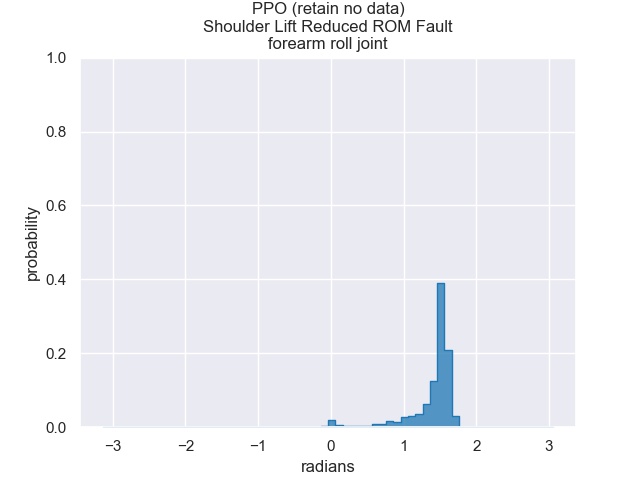 PPO (retain no data)
Shoulder Lift Reduced ROM Fault
forearm roll joint
1.0
0.8
0.6
0.4
0.2
0.0
probability
−3 −2 −1 0 1 2 3
radians